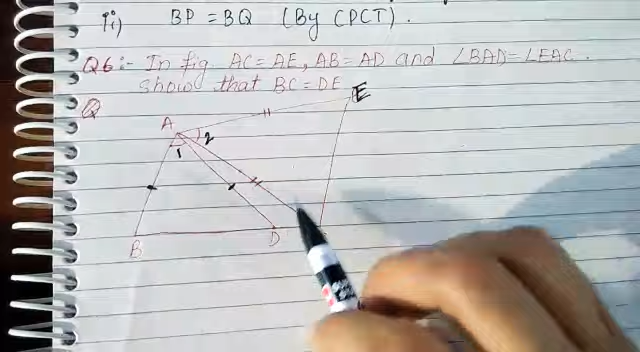 ii) BP = BQ (By CPCT).
Q6:- In fig AC = AE, AB = AD and ∠BAD = ∠EAC.
show that BC = DE
Q
E
A
1 2
B D